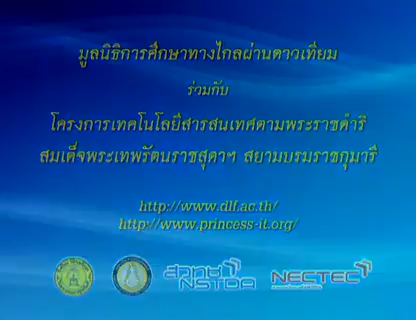 มูลนิธิการศึกษาทางไกลผ่านดาวเทียม
ร่วมกับ
โครงการเทคโนโลยีสารสนเทศตามพระราชดำริ
สมเด็จพระเทพรัตนราชสุดาฯ สยามบรมราชกุมารี
http://www.dlf.ac.th/
http://www.princess-it.org/
สวทช
NSTDA
NECTEC